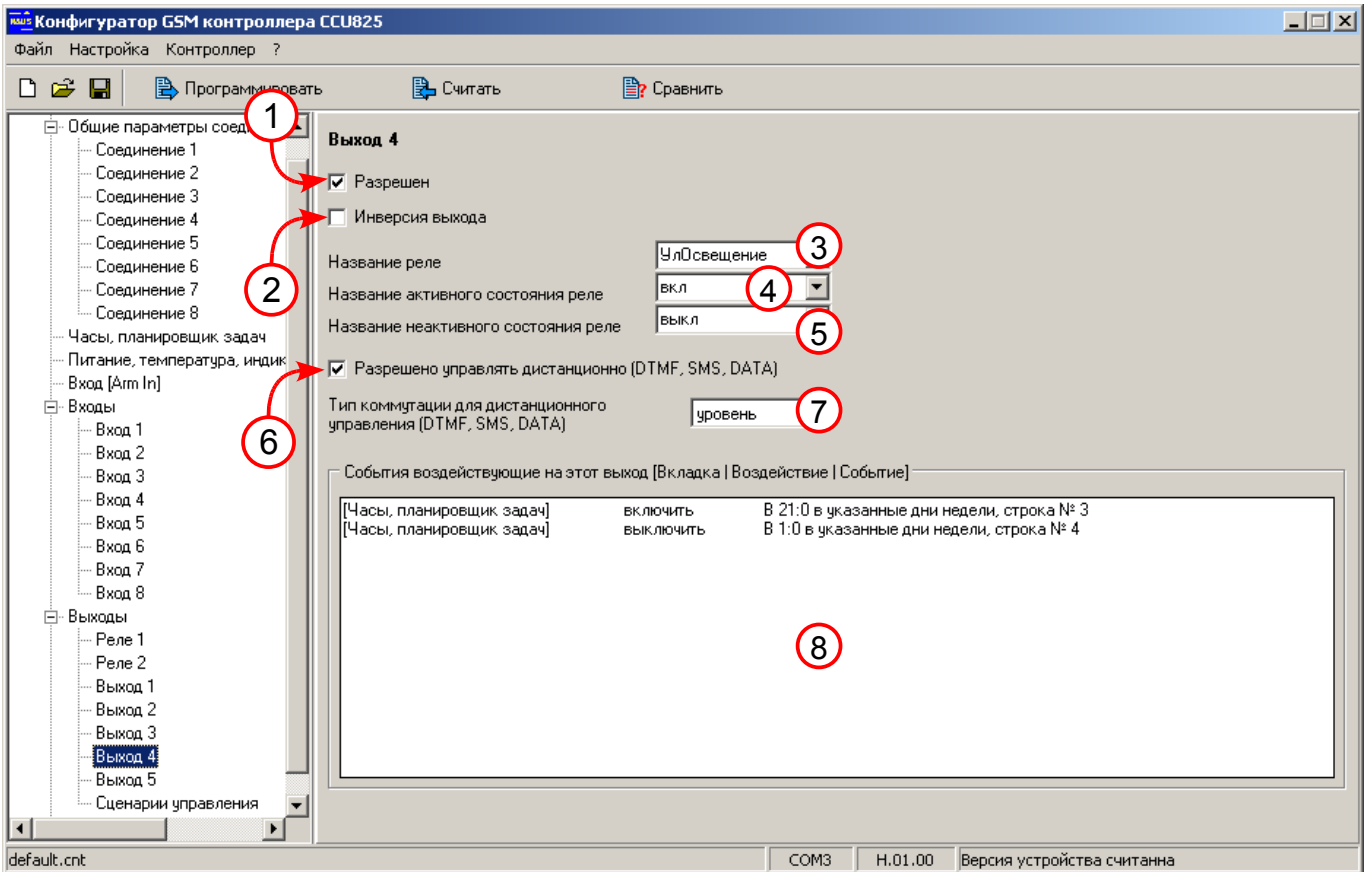 Конфигуратор GSM контроллера CCU825
Файл Настройка Контроллер ?
Программировать Считать Сравнить
1
Общие параметры соед
Соединение 1
Соединение 2
Соединение 3
Соединение 4
Соединение 5
Соединение 6
Соединение 7
Соединение 8
Часы, планировщик задач
Питание, температура, индик
Вход [Arm In]
Входы
Вход 1
Вход 2
Вход 3
Вход 4
Вход 5
Вход 6
Вход 7
Вход 8
Выходы
Реле 1
Реле 2
Выход 1
Выход 2
Выход 3
Выход 4
Выход 5
Сценарии управления
Выход 4
Разрешен
Инверсия выхода
2
Название реле УлОсвещение 3
Название активного состояния реле вкл 4
Название неактивного состояния реле выкл 5
Разрешено управлять дистанционно (DTMF, SMS, DATA)
6
Тип коммутации для дистанционного
управления (DTMF, SMS, DATA) уровень 7
События воздействующие на этот выход [Вкладка | Воздействие | Событие]
[Часы, планировщик задач] включить В 21:0 в указанные дни недели, строка № 3
[Часы, планировщик задач] выключить В 1:0 в указанные дни недели, строка № 4
8
default.cnt COM3 H.01.00 Версия устройства считанна